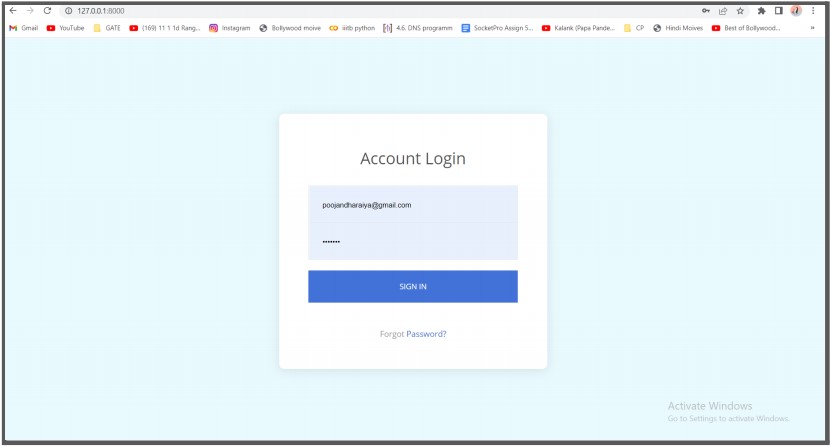 127.0.0.1:8000
Gmail YouTube GATE (169) 11 1 1d Rang... Instagram Bollywood moive iiitb python 4.6. DNS programm SocketPro Assign 5... Kalank (Papa Pande... CP Hindi Moives Best of Bollywood... »
Account Login
poojandharaiya@gmail.com
•••••••
SIGN IN
Forgot Password?
Activate Windows
Go to Settings to activate Windows.